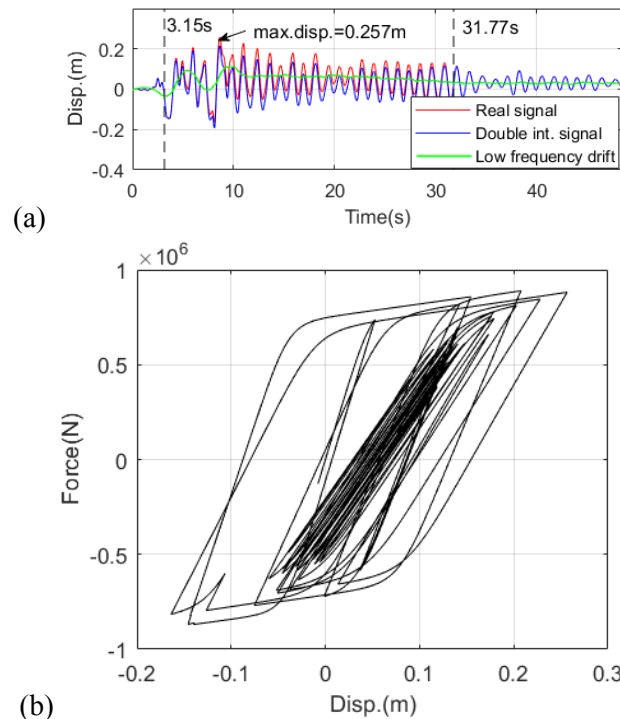 3.15s
max.disp.=0.257m
31.77s
0.2
0
-0.2
-0.4
Disp.(m)
Real signal
Double int. signal
Low frequency drift
0 10 20 30 40
Time(s)
(a)
×10^6
1
0.5
0
-0.5
-1
Force(N)
-0.2 -0.1 0 0.1 0.2 0.3
Disp.(m)
(b)